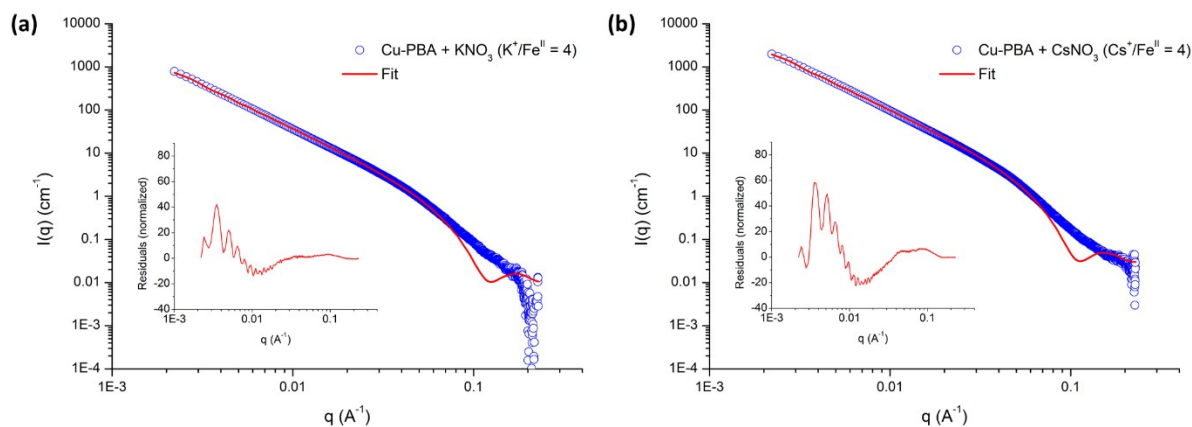 (a)
10000
1000
100
10
1
0.1
0.01
1E-3
1E-4
I(q) (cm⁻¹)
Cu-PBA + KNO₃ (K⁺/Feᴵᴵ = 4)
Fit
80
60
40
20
0
-20
-40
Residuals (normalized)
1E-3
0.01
0.1
q (A⁻¹)
1E-3
0.01
0.1
q (A⁻¹)
(b)
10000
1000
100
10
1
0.1
0.01
1E-3
1E-4
I(q) (cm⁻¹)
Cu-PBA + CsNO₃ (Cs⁺/Feᴵᴵ = 4)
Fit
80
60
40
20
0
-20
-40
Residuals (normalized)
1E-3
0.01
0.1
q (A⁻¹)
1E-3
0.01
0.1
q (A⁻¹)